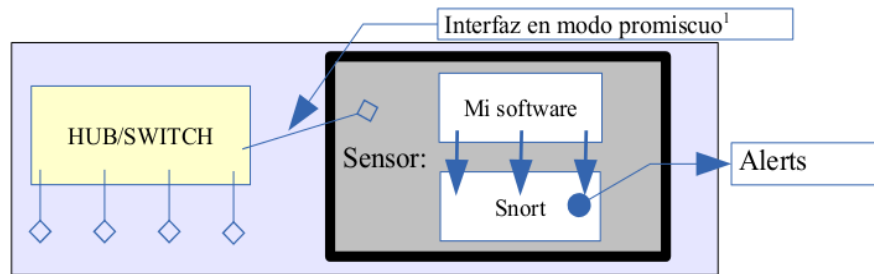 Interfaz en modo promiscuo¹
HUB/SWITCH
Mi software
Sensor:
Alerts
Snort